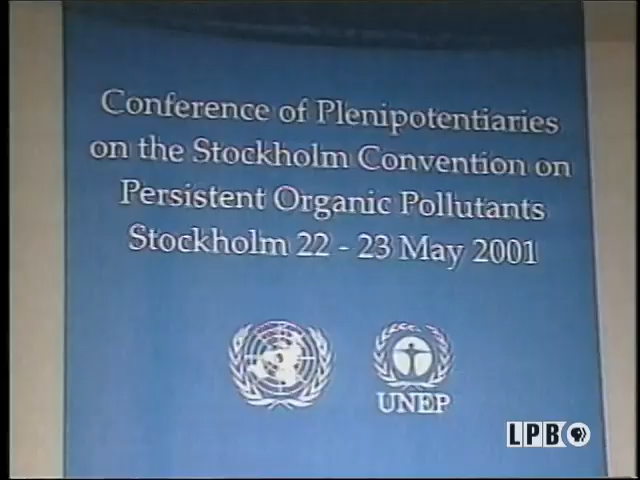 Conference of Plenipotentiaries
on the Stockholm Convention on
Persistent Organic Pollutants
Stockholm 22 - 23 May 2001
UNEP
LPB